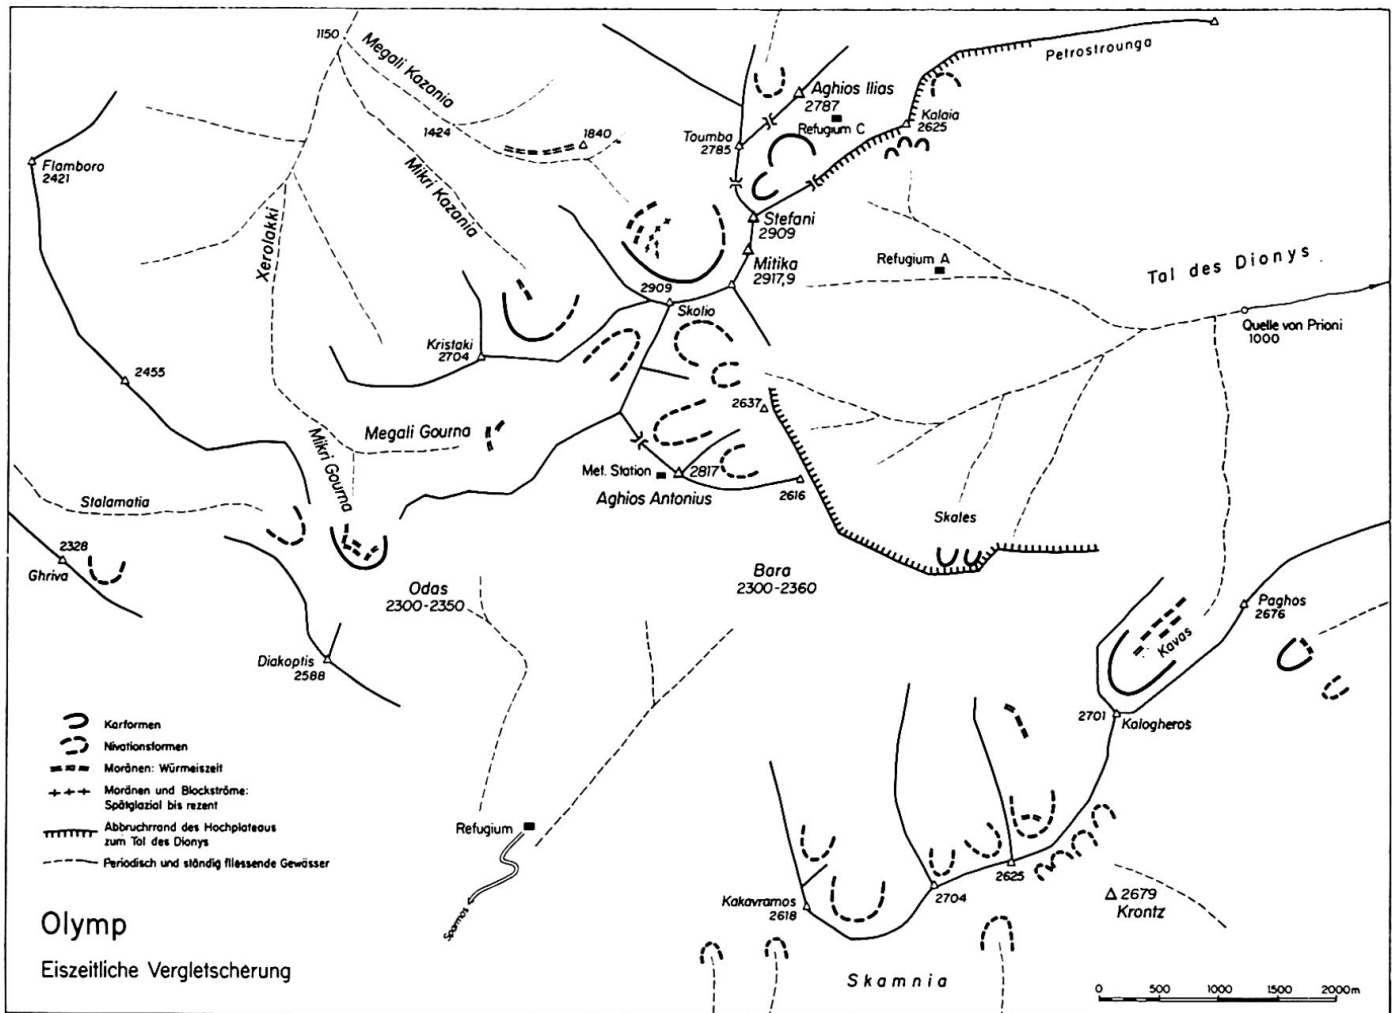 1150
Megali Kazania
Petrostrounga
Aghios Ilias
2787
Refugium C
Kalaia
2625
Toumba
2785
1424
1840
Flamboro
2421
Mikri Kazania
Xerolakki
Stefani
2909
Mitika
2917,9
Refugium A
Tal des Dionys
2909
Skolio
Quelle von Prioni
1000
Kristaki
2704
2455
2637
Megali Gourna
Mikri Gourna
Met. Station
2817
Aghios Antonius
2616
Stalamatia
Skales
2328
Ghriva
Odas
2300-2350
Bara
2300-2360
Paghos
2676
Kavas
Diakoptis
2588
2701
Kalogheros
Karformen
Nivationsformen
Moränen: Würmeiszeit
Moränen und Blockströme:
Spätglazial bis rezent
Abbruchrrand des Hochplateaus
zum Tal des Dionys
Periodisch und ständig fliessende Gewässer
Refugium
Sparmos
2625
2704
Kakavramos
2618
2679
Krontz
Skamnia
Olymp
Eiszeitliche Vergletscherung
0 500 1000 1500 2000m